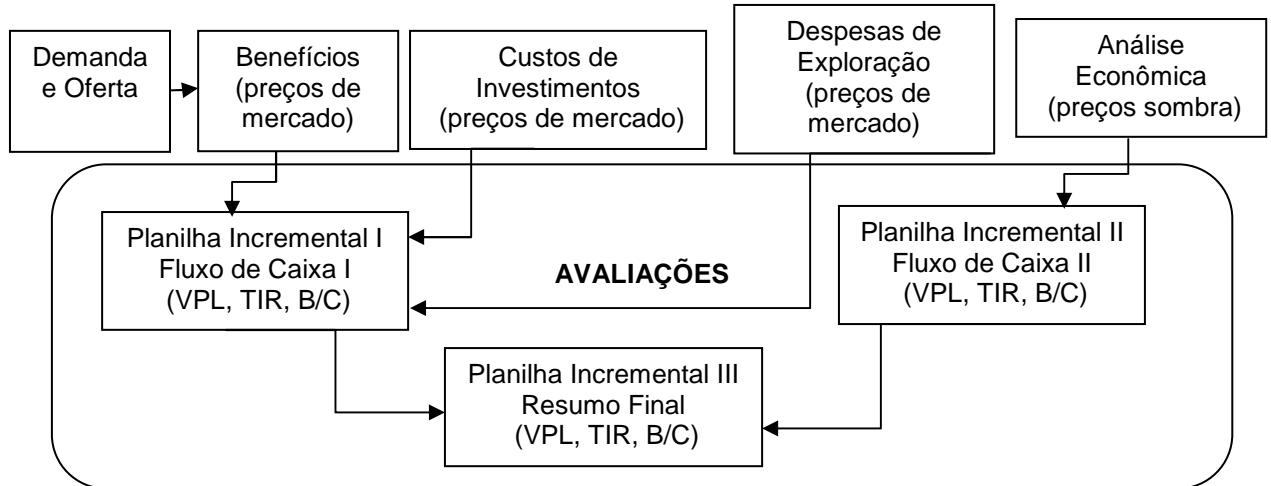 Demanda
e Oferta
Benefícios
(preços de
mercado)
Custos de
Investimentos
(preços de mercado)
Despesas de
Exploração
(preços de
mercado)
Análise
Econômica
(preços sombra)
Planilha Incremental I
Fluxo de Caixa I
(VPL, TIR, B/C)
AVALIAÇÕES
Planilha Incremental II
Fluxo de Caixa II
(VPL, TIR, B/C)
Planilha Incremental III
Resumo Final
(VPL, TIR, B/C)